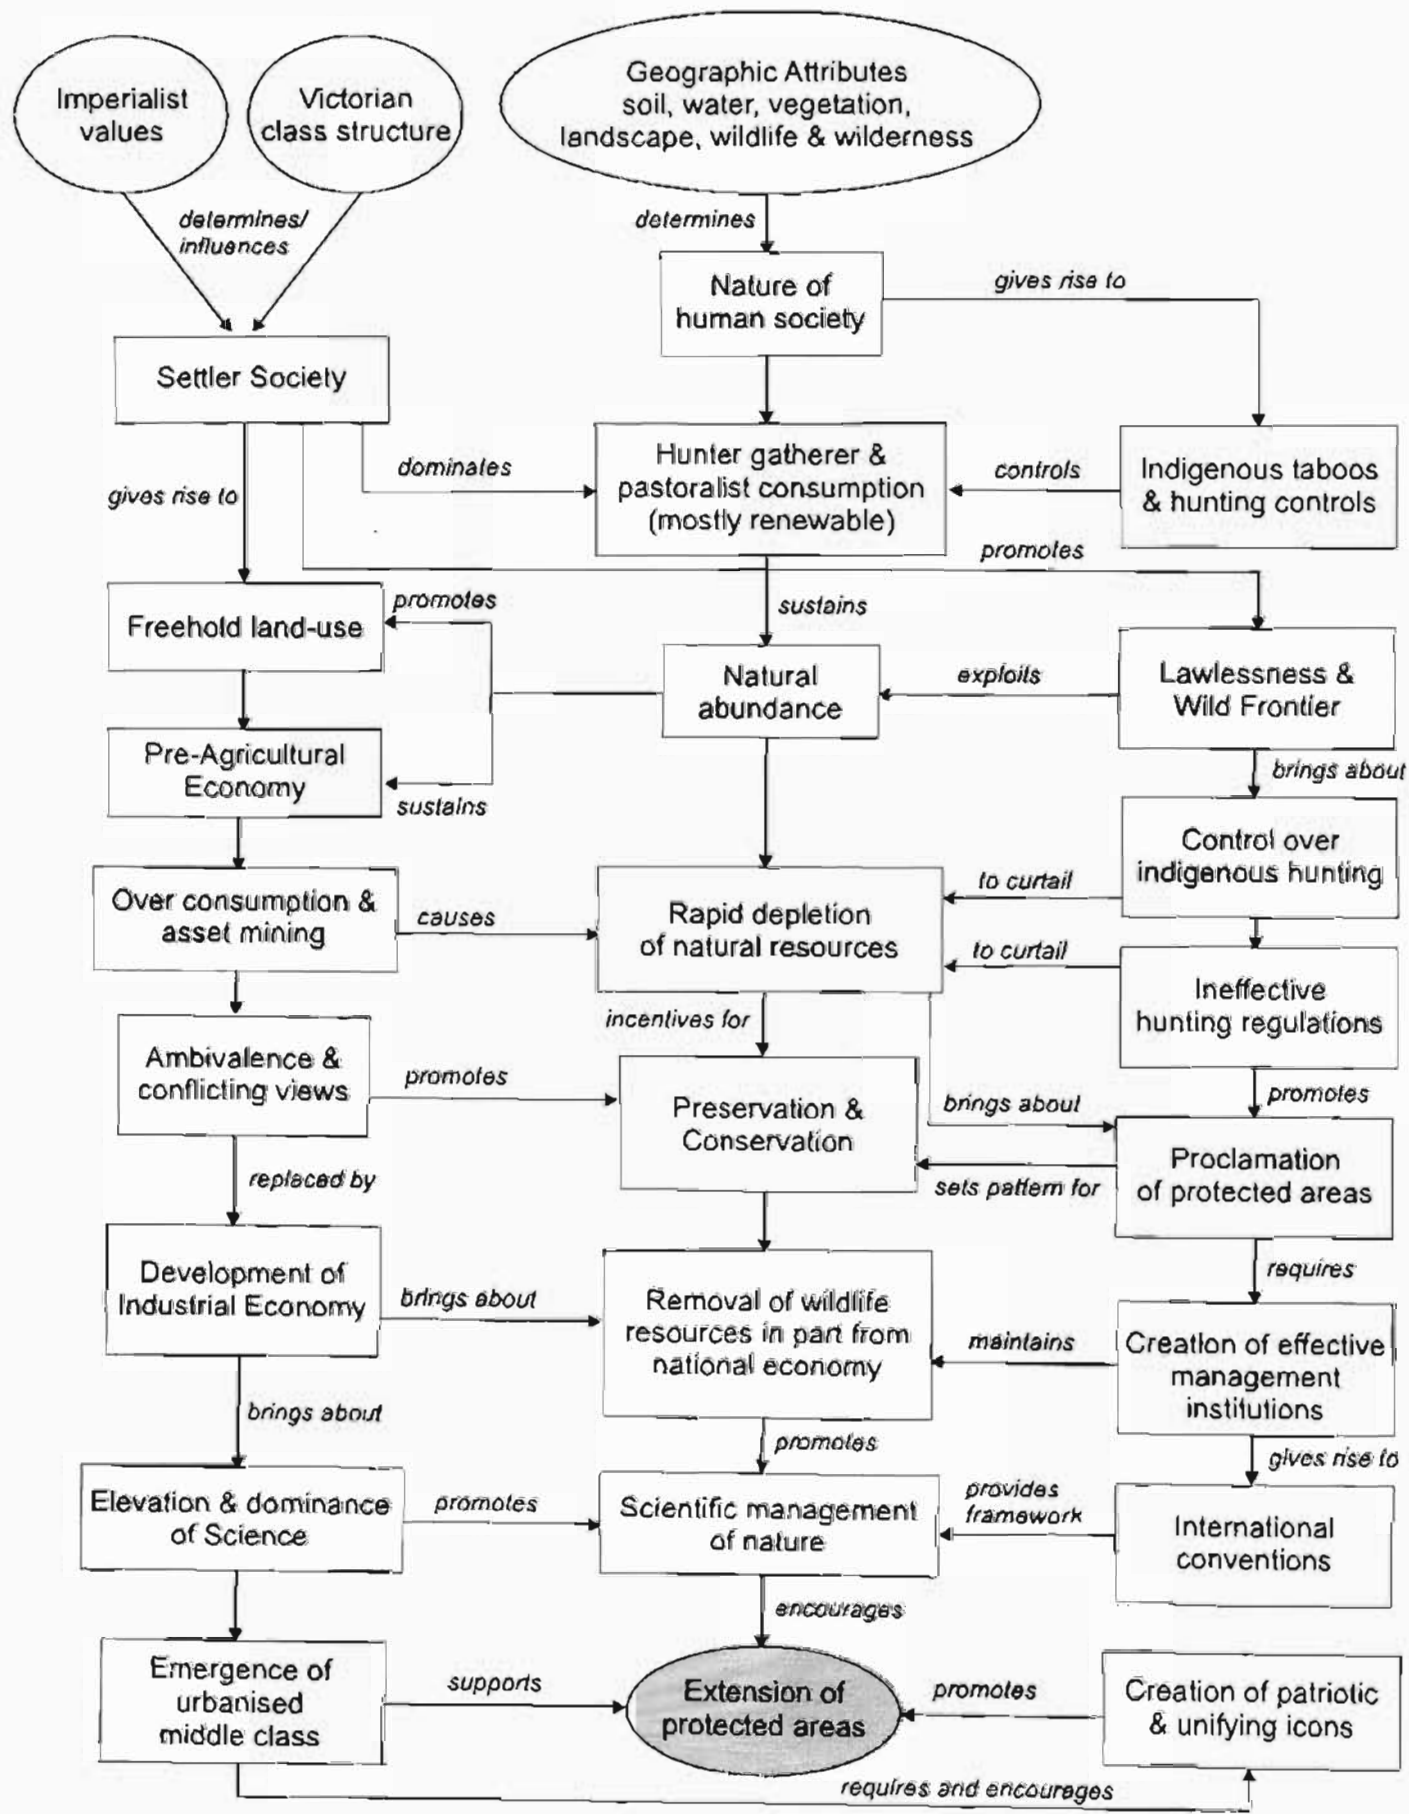 Imperialist
values
Victorian
class structure
Geographic Attributes
soil, water, vegetation,
landscape, wildlife & wilderness
determines/
influences
determines
Nature of
human society
gives rise to
Settler Society
dominates
Hunter gatherer &
pastoralist consumption
(mostly renewable)
controls
Indigenous taboos
& hunting controls
gives rise to
promotes
Freehold land-use
promotes
sustains
Natural
abundance
exploits
Lawlessness &
Wild Frontier
Pre-Agricultural
Economy
sustains
brings about
Control over
indigenous hunting
to curtail
Over consumption &
asset mining
causes
Rapid depletion
of natural resources
to curtail
Ineffective
hunting regulations
incentives for
Ambivalence &
conflicting views
promotes
Preservation &
Conservation
brings about
promotes
sets pattern for
Proclamation
of protected areas
replaced by
requires
Development of
Industrial Economy
brings about
Removal of wildlife
resources in part from
national economy
maintains
Creation of effective
management
institutions
brings about
promotes
gives rise to
Elevation & dominance
of Science
promotes
Scientific management
of nature
provides
framework
International
conventions
encourages
Emergence of
urbanised
middle class
supports
Extension of
protected areas
promotes
Creation of patriotic
& unifying icons
requires and encourages